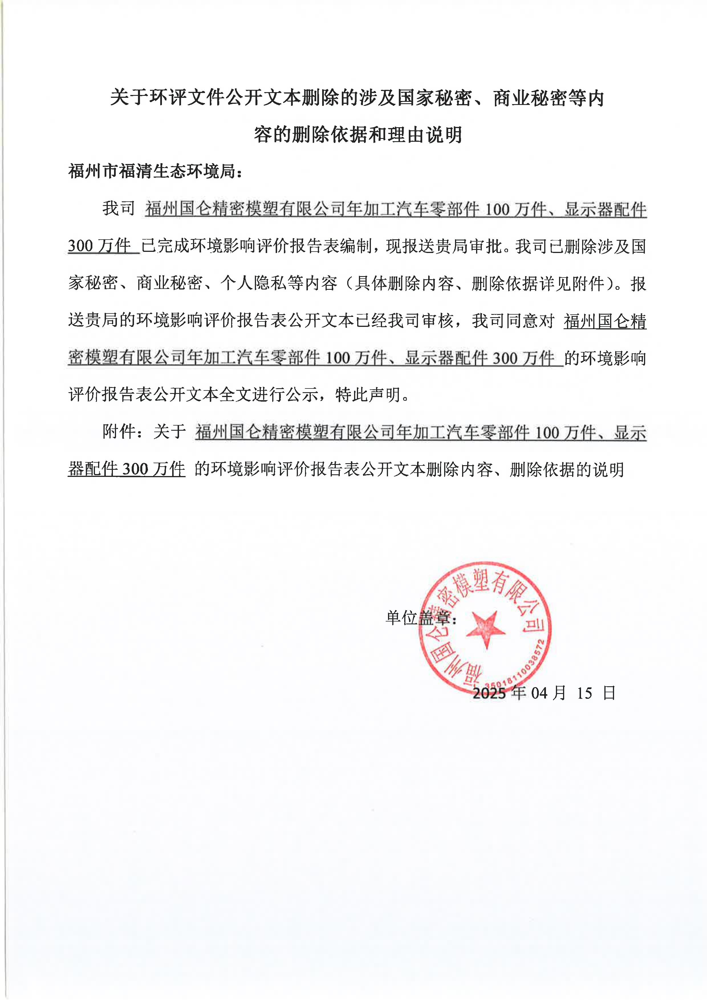 关于环评文件公开文本删除的涉及国家秘密、商业秘密等内
容的删除依据和理由说明
福州市福清生态环境局：
我司 福州国仑精密模塑有限公司年加工汽车零部件 100 万件、显示器配件
300 万件 已完成环境影响评价报告表编制，现报送贵局审批。我司已删除涉及国
家秘密、商业秘密、个人隐私等内容（具体删除内容、删除依据详见附件）。报
送贵局的环境影响评价报告表公开文本已经我司审核，我司同意对 福州国仑精
密模塑有限公司年加工汽车零部件 100 万件、显示器配件 300 万件 的环境影响
评价报告表公开文本全文进行公示，特此声明。
附件：关于 福州国仑精密模塑有限公司年加工汽车零部件 100 万件、显示
器配件 300 万件 的环境影响评价报告表公开文本删除内容、删除依据的说明
单位盖章：
福州国仑精密模塑有限公司
35018110038572
2025 年 04 月 15 日